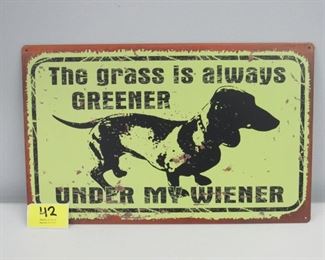 The grass is always
GREENER
UNDER MY WIENER
42